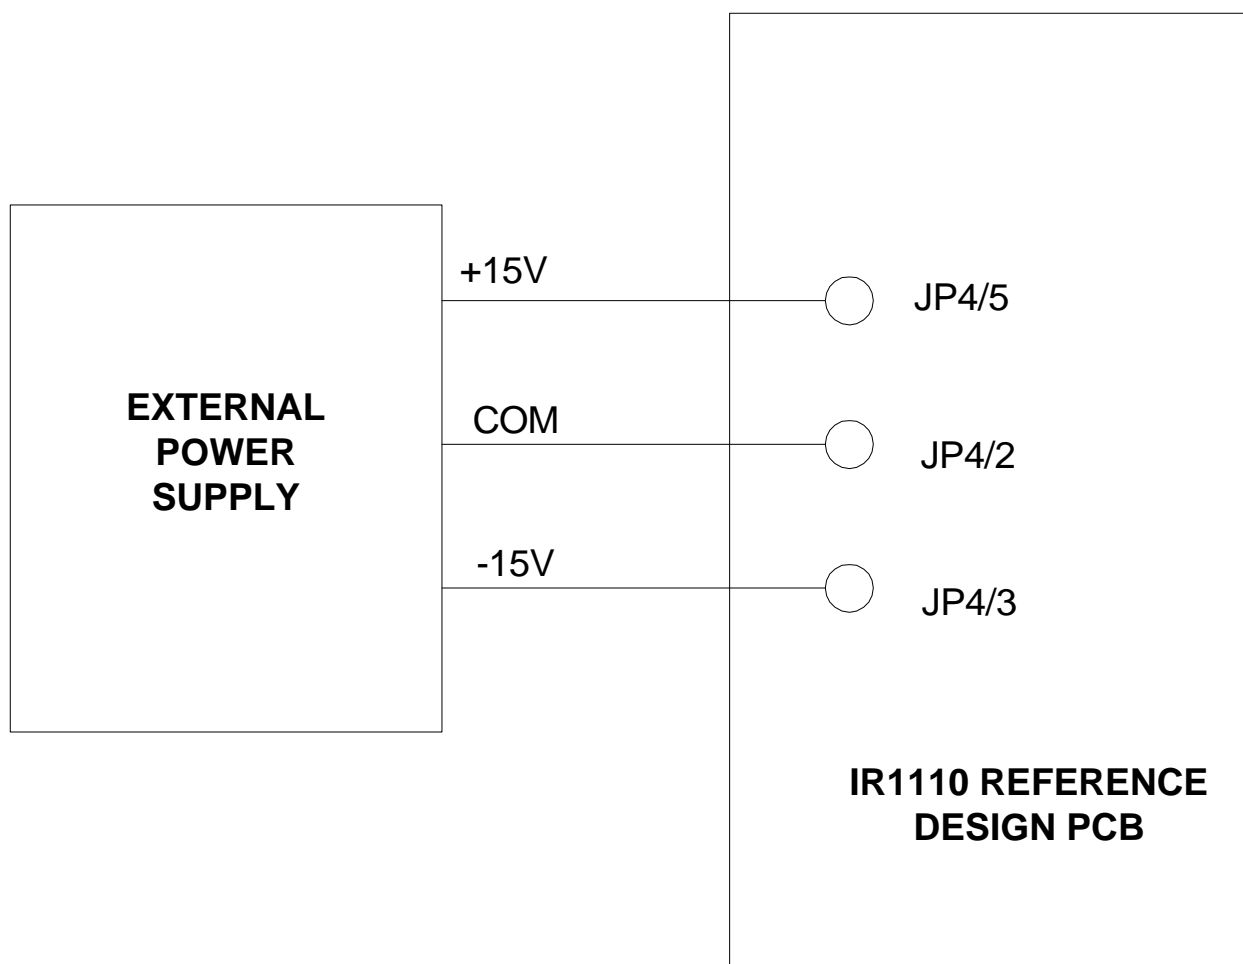 +15V
JP4/5
EXTERNAL
POWER
SUPPLY
COM
JP4/2
-15V
JP4/3
IR1110 REFERENCE
DESIGN PCB